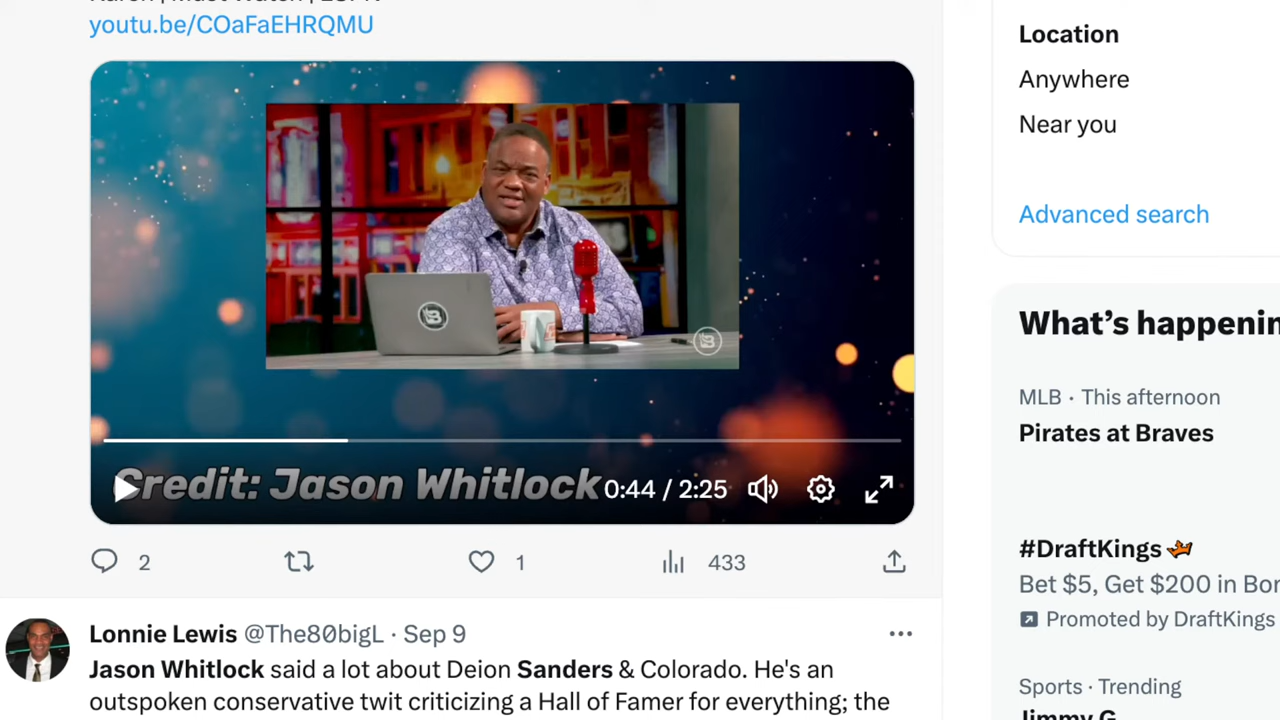 youtu.be/COaFaEHRQMU
Credit: Jason Whitlock
0:44 / 2:25
2
1
433
Lonnie Lewis @The80bigL · Sep 9
Jason Whitlock said a lot about Deion Sanders & Colorado. He's an
outspoken conservative twit criticizing a Hall of Famer for everything; the
Location
Anywhere
Near you
Advanced search
What's happenin
MLB · This afternoon
Pirates at Braves
#DraftKings
Bet $5, Get $200 in Bon
Promoted by DraftKings
Sports · Trending
Jimmy G